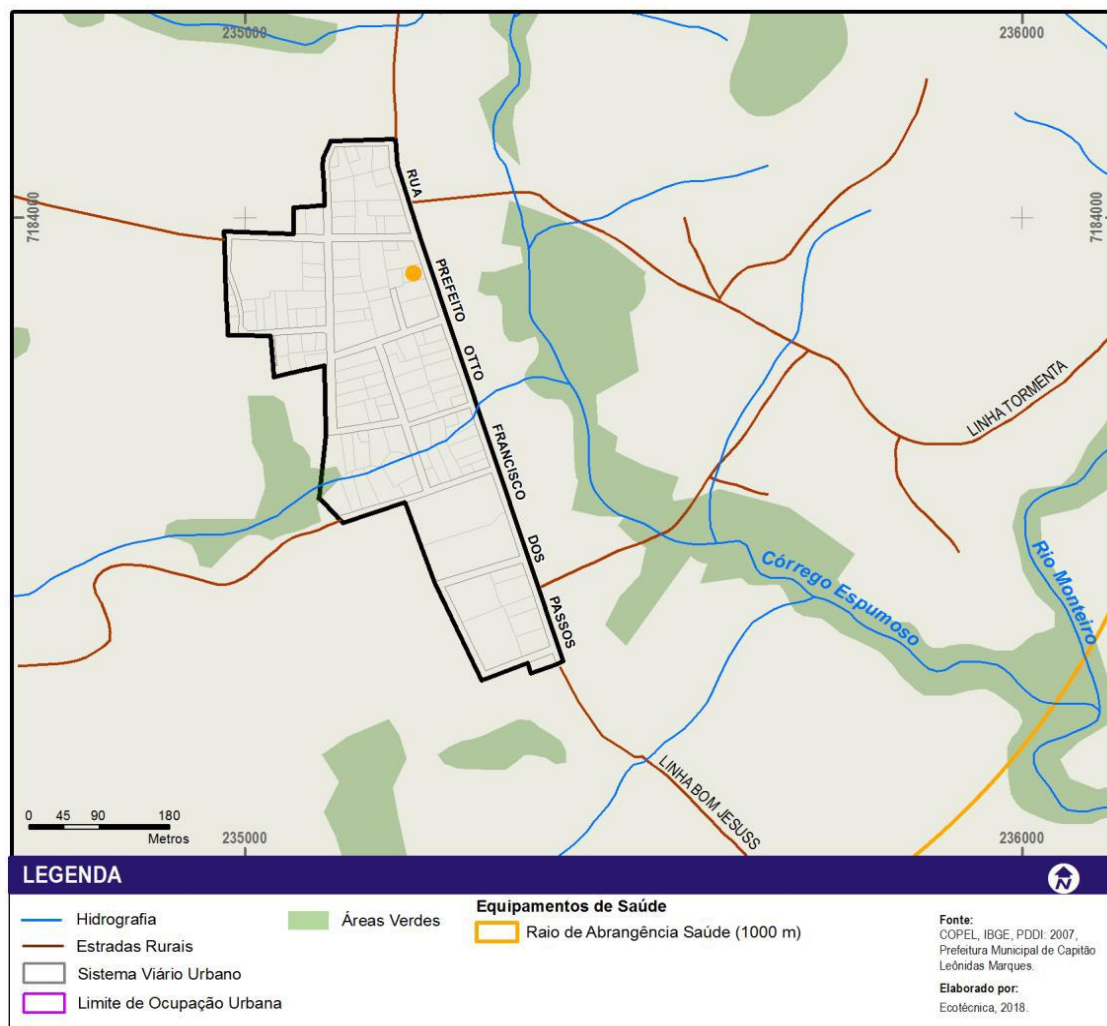 235000
236000
7184000
7184000
RUA PREFEITO OTTO FRANCISCO DOS PASSOS
LINHA TORMENTA
Rio Monteiro
Córrego Espumoso
LINHA BOM JESUSS
0 45 90 180
Metros
235000
236000
LEGENDA
N
Hidrografia
Estradas Rurais
Sistema Viário Urbano
Limite de Ocupação Urbana
Áreas Verdes
Equipamentos de Saúde
Raio de Abrangência Saúde (1000 m)
Fonte:
COPEL, IBGE, PDDI: 2007,
Prefeitura Municipal de Capitão
Leônidas Marques.
Elaborado por:
Ecotécnica, 2018.